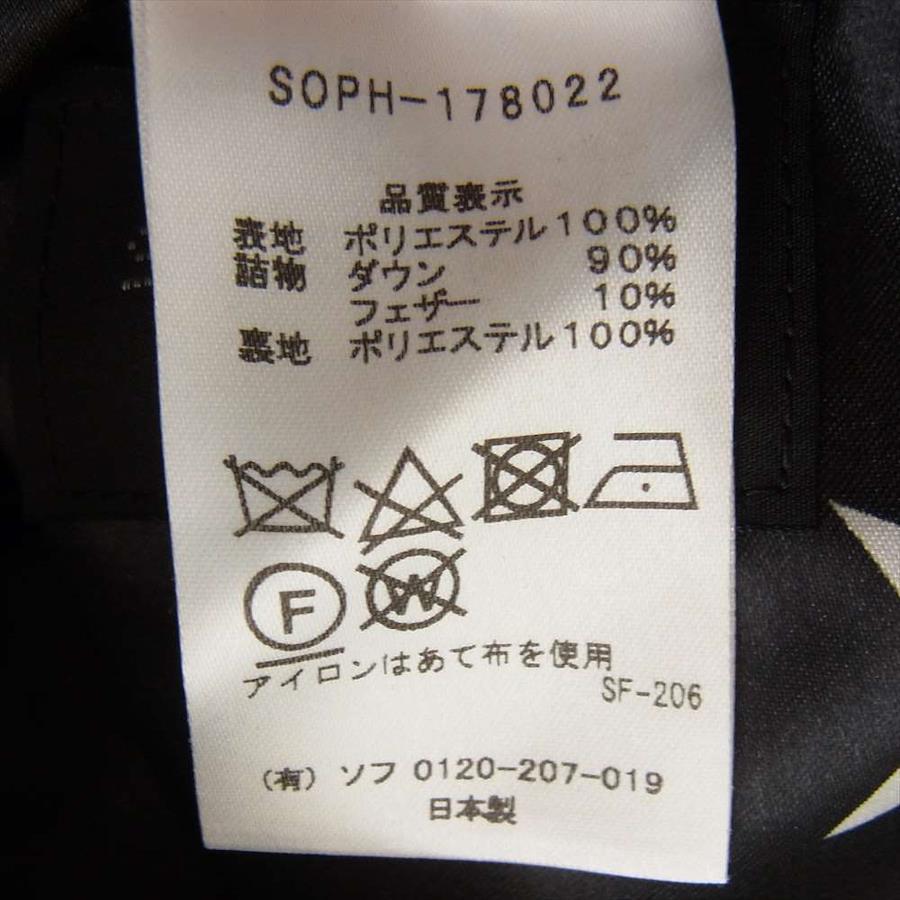 SOPH-178022
品質表示
表地 ポリエステル100%
詰物 ダウン 90%
フェザー 10%
裏地 ポリエステル100%
F W
アイロンはあて布を使用
SF-206
(有) ソフ 0120-207-019
日本製